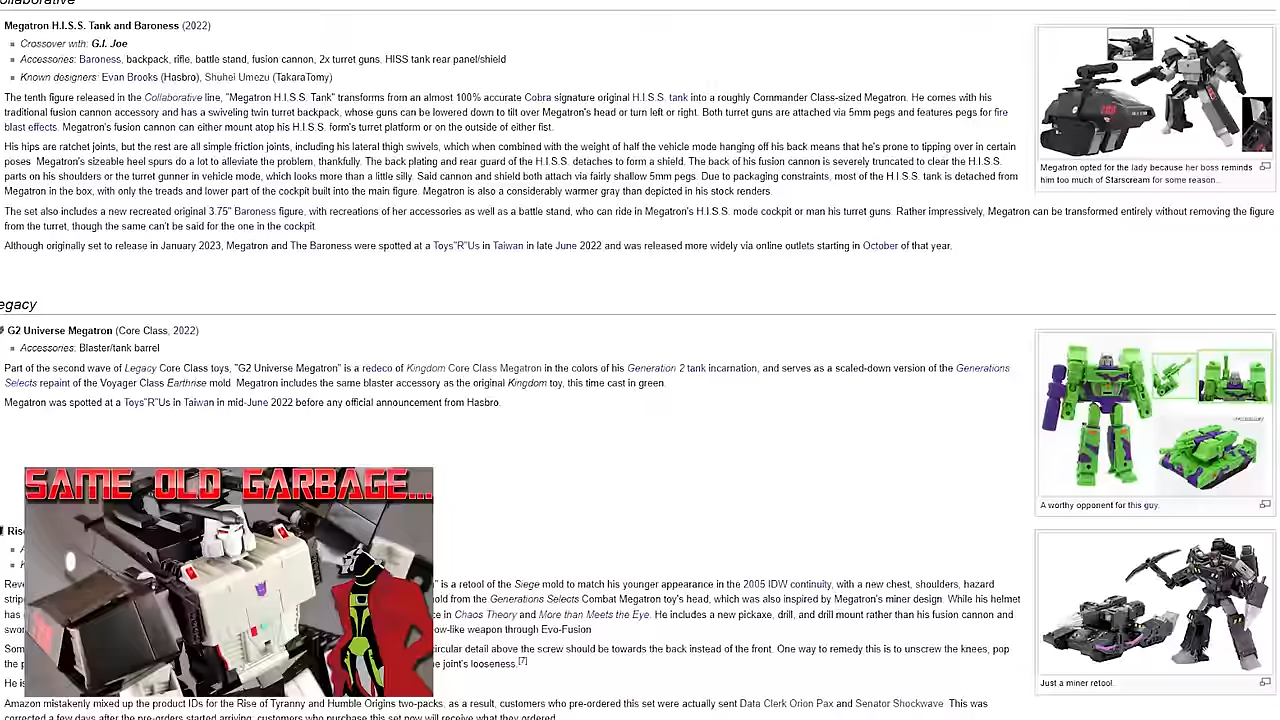 ollaborative
Megatron H.I.S.S. Tank and Baroness (2022)
Crossover with: G.I. Joe
Accessories: Baroness, backpack, rifle, battle stand, fusion cannon, 2x turret guns, HISS tank rear panel/shield
Known designers: Evan Brooks (Hasbro), Shuhei Umezu (TakaraTomy)
The tenth figure released in the Collaborative line, "Megatron H.I.S.S. Tank" transforms from an almost 100% accurate Cobra signature original H.I.S.S. tank into a roughly Commander Class-sized Megatron. He comes with his
traditional fusion cannon accessory and has a swiveling twin turret backpack, whose guns can be lowered down to tilt over Megatron's head or turn left or right. Both turret guns are attached via 5mm pegs and features pegs for fire
blast effects. Megatron's fusion cannon can either mount atop his H.I.S.S. form's turret platform or on the outside of either fist.
His hips are ratchet joints, but the rest are all simple friction joints, including his lateral thigh swivels, which when combined with the weight of half the vehicle mode hanging off his back means that he's prone to tipping over in certain
poses. Megatron's sizeable heel spurs do a lot to alleviate the problem, thankfully. The back plating and rear guard of the H.I.S.S. detaches to form a shield. The back of his fusion cannon is severely truncated to clear the H.I.S.S.
parts on his shoulders or the turret gunner in vehicle mode, which looks more than a little silly. Said cannon and shield both attach via fairly shallow 5mm pegs. Due to packaging constraints, most of the H.I.S.S. tank is detached from
Megatron in the box, with only the treads and lower part of the cockpit built into the main figure. Megatron is also a considerably warmer gray than depicted in his stock renders.
The set also includes a new recreated original 3.75" Baroness figure, with recreations of her accessories as well as a battle stand, who can ride in Megatron's H.I.S.S. mode cockpit or man his turret guns. Rather impressively, Megatron can be transformed entirely without removing the figure
from the turret, though the same can't be said for the one in the cockpit.
Although originally set to release in January 2023, Megatron and The Baroness were spotted at a Toys"R"Us in Taiwan in late June 2022 and was released more widely via online outlets starting in October of that year.
Megatron opted for the lady because her boss reminds
him too much of Starscream for some reason...
egacy
G2 Universe Megatron (Core Class, 2022)
Accessories: Blaster/tank barrel
Part of the second wave of Legacy Core Class toys, "G2 Universe Megatron" is a redeco of Kingdom Core Class Megatron in the colors of his Generation 2 tank incarnation, and serves as a scaled-down version of the Generations
Selects repaint of the Voyager Class Earthrise mold. Megatron includes the same blaster accessory as the original Kingdom toy, this time cast in green.
Megatron was spotted at a Toys"R"Us in Taiwan in mid-June 2022 before any official announcement from Hasbro.
A worthy opponent for this guy.
SAME OLD GARBAGE...
Rise
A
K
Reve
" is a retool of the Siege mold to match his younger appearance in the 2005 IDW continuity, with a new chest, shoulders, hazard
stripe
old from the Generations Selects Combat Megatron toy's head, which was also inspired by Megatron's miner design. While his helmet
has
ce in Chaos Theory and More than Meets the Eye. He includes a new pickaxe, drill, and drill mount rather than his fusion cannon and
swor
ow-like weapon through Evo-Fusion
Som
circular detail above the screw should be towards the back instead of the front. One way to remedy this is to unscrew the knees, pop
the p
e joint's looseness.[7]
He is
Just a miner retool.
Amazon mistakenly mixed up the product IDs for the Rise of Tyranny and Humble Origins two-packs, as a result, customers who pre-ordered this set were actually sent Data Clerk Orion Pax and Senator Shockwave. This was
corrected a few days after the pre-orders started arriving, customers who purchase this set now will receive what they ordered.